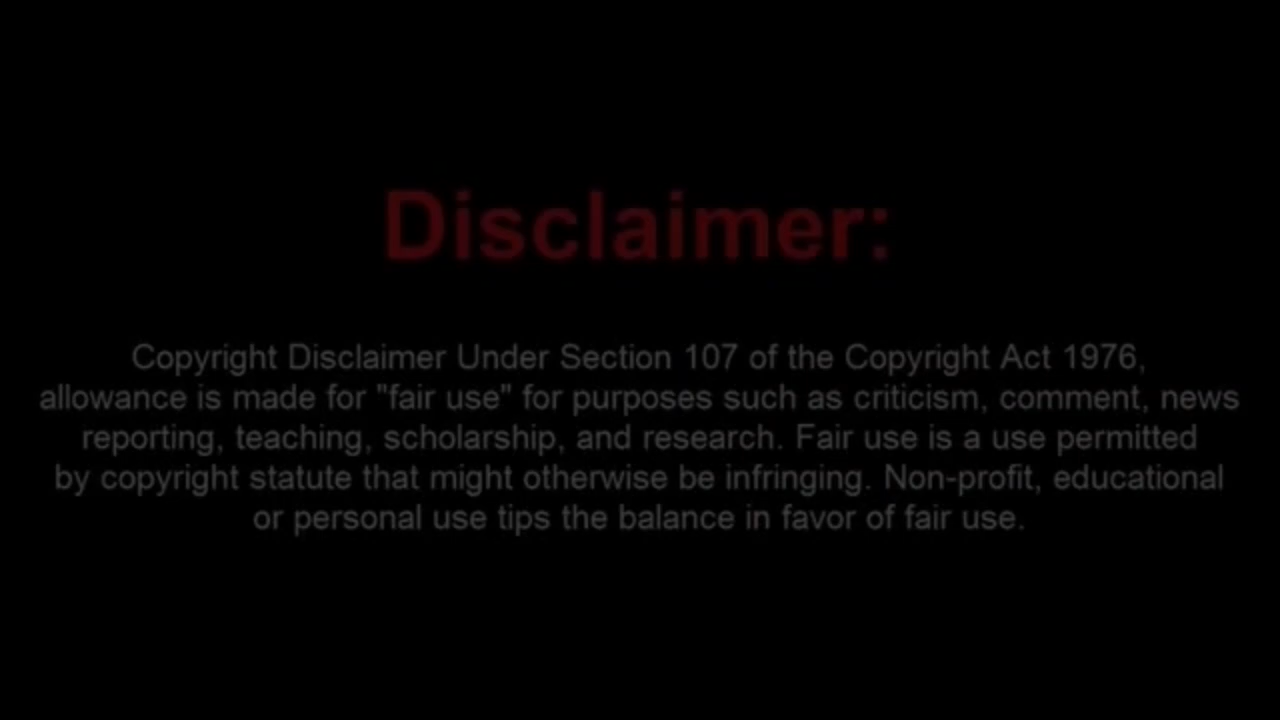 Disclaimer:
Copyright Disclaimer Under Section 107 of the Copyright Act 1976,
allowance is made for "fair use" for purposes such as criticism, comment, news
reporting, teaching, scholarship, and research. Fair use is a use permitted
by copyright statute that might otherwise be infringing. Non-profit, educational
or personal use tips the balance in favor of fair use.